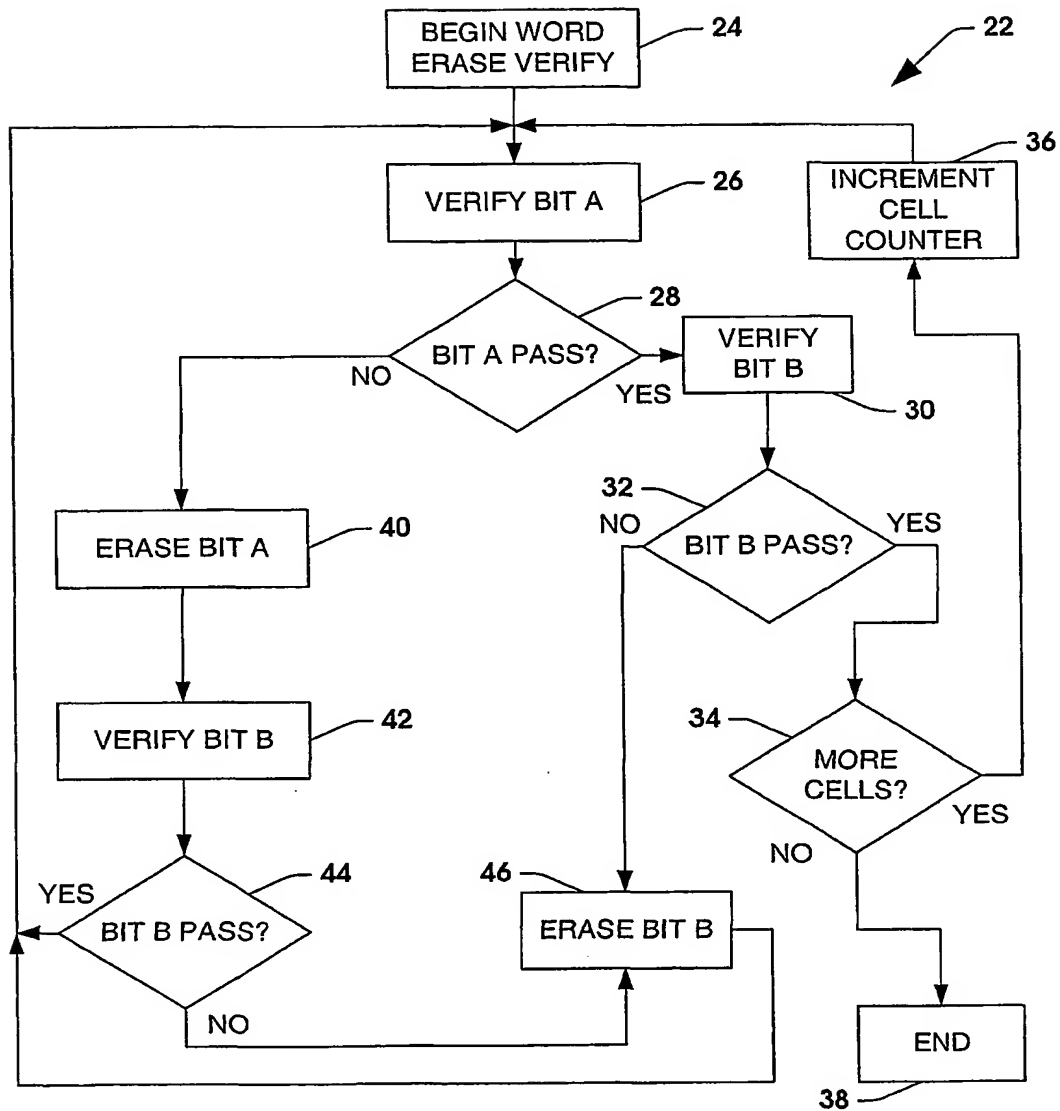 BEGIN WORD
ERASE VERIFY
24
22
VERIFY BIT A
26
36
INCREMENT
CELL
COUNTER
28
BIT A PASS?
NO
YES
VERIFY
BIT B
30
32
NO
YES
BIT B PASS?
ERASE BIT A
40
VERIFY BIT B
42
34
MORE
CELLS?
YES
NO
YES
44
BIT B PASS?
NO
46
ERASE BIT B
END
38